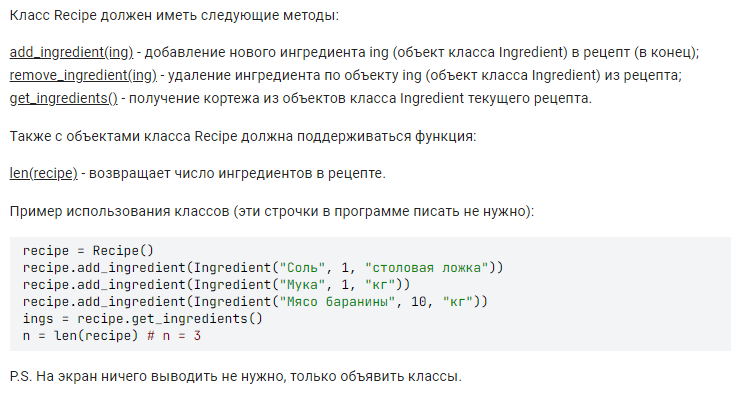 Класс Recipe должен иметь следующие методы:
add_ingredient(ing) - добавление нового ингредиента ing (объект класса Ingredient) в рецепт (в конец);
remove_ingredient(ing) - удаление ингредиента по объекту ing (объект класса Ingredient) из рецепта;
get_ingredients() - получение кортежа из объектов класса Ingredient текущего рецепта.
Также с объектами класса Recipe должна поддерживаться функция:
len(recipe) - возвращает число ингредиентов в рецепте.
Пример использования классов (эти строчки в программе писать не нужно):
recipe = Recipe()
recipe.add_ingredient(Ingredient("Соль", 1, "столовая ложка"))
recipe.add_ingredient(Ingredient("Мука", 1, "кг"))
recipe.add_ingredient(Ingredient("Мясо баранины", 10, "кг"))
ings = recipe.get_ingredients()
n = len(recipe) # n = 3
P.S. На экран ничего выводить не нужно, только объявить классы.